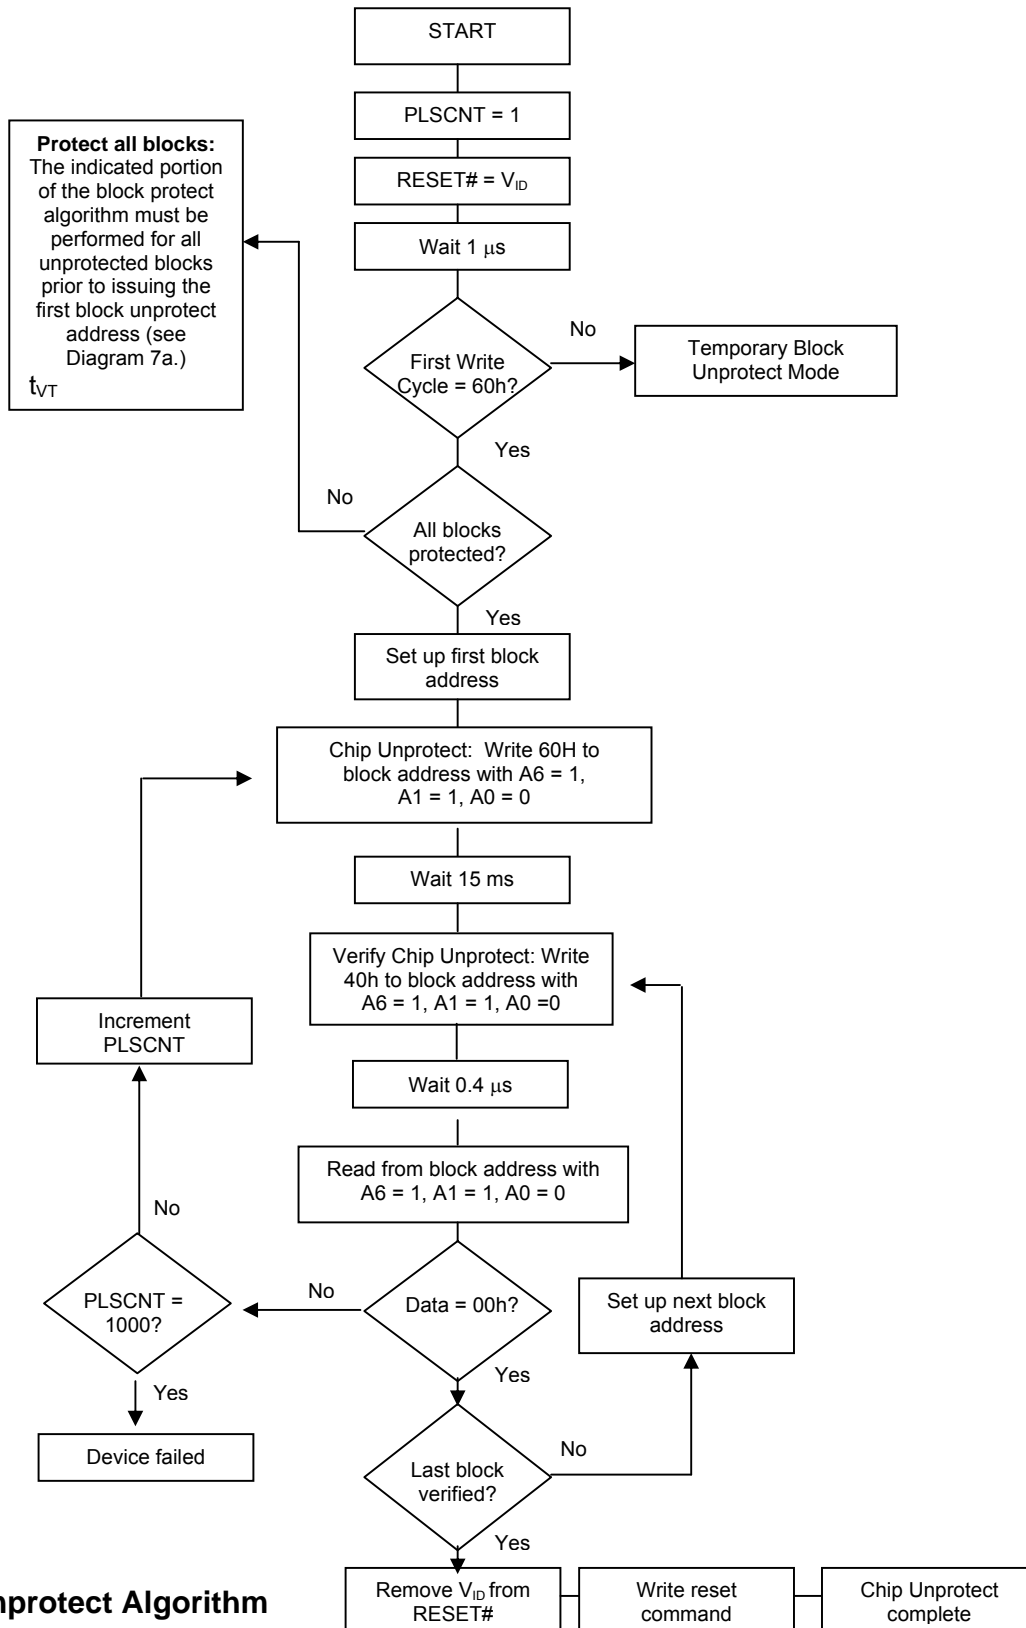 START
PLSCNT = 1
RESET# = VID
Wait 1 μs
Protect all blocks:
The indicated portion
of the block protect
algorithm must be
performed for all
unprotected blocks
prior to issuing the
first block unprotect
address (see
Diagram 7a.)
tVT
First Write
Cycle = 60h?
No
Temporary Block
Unprotect Mode
Yes
No
All blocks
protected?
Yes
Set up first block
address
Chip Unprotect: Write 60H to
block address with A6 = 1,
A1 = 1, A0 = 0
Wait 15 ms
Verify Chip Unprotect: Write
40h to block address with
A6 = 1, A1 = 1, A0 =0
Increment
PLSCNT
Wait 0.4 μs
Read from block address with
A6 = 1, A1 = 1, A0 = 0
No
PLSCNT =
1000?
No
Data = 00h?
Set up next block
address
Yes
Yes
Device failed
No
Last block
verified?
Yes
Remove VID from
RESET#
Write reset
command
Chip Unprotect
complete
nprotect Algorithm